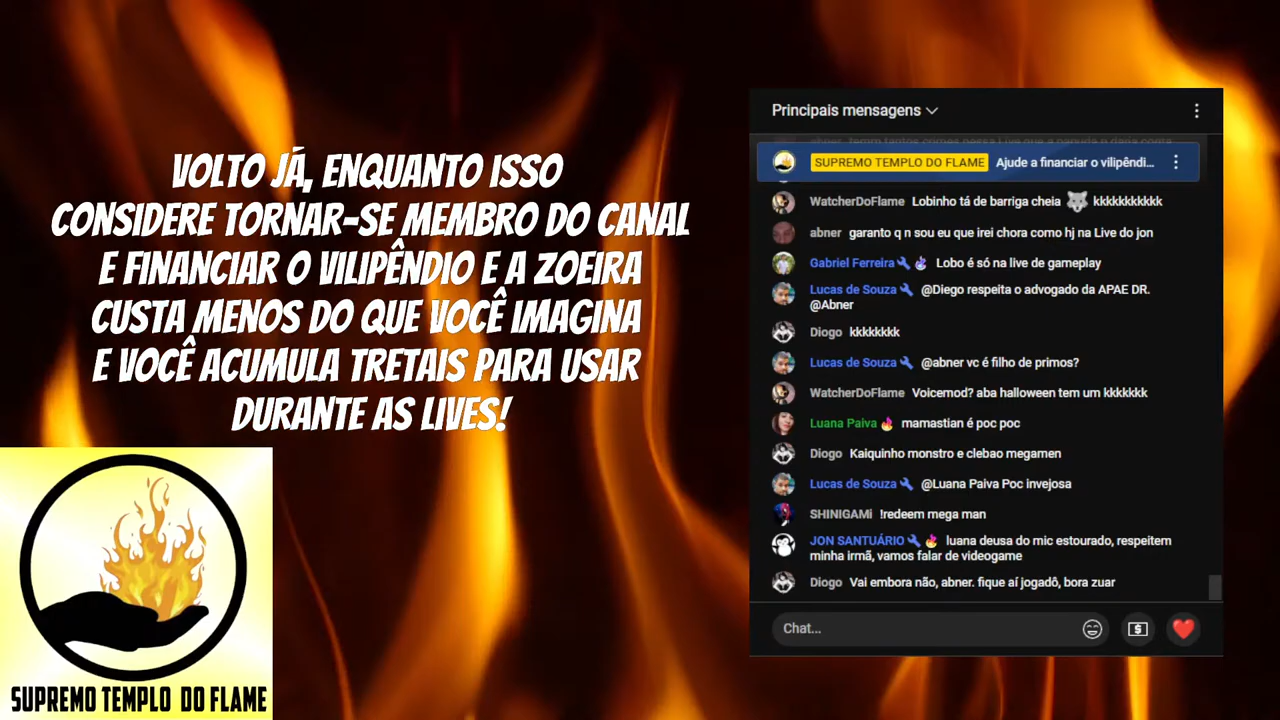 VOLTO JÁ, ENQUANTO ISSO
CONSIDERE TORNAR-SE MEMBRO DO CANAL
E FINANCIAR O VILIPÊNDIO E A ZOEIRA
CUSTA MENOS DO QUE VOCÊ IMAGINA
E VOCÊ ACUMULA TRETAIS PARA USAR
DURANTE AS LIVES!
SUPREMO TEMPLO DO FLAME
Principais mensagens
SUPREMO TEMPLO DO FLAME Ajude a financiar o vilipêndi...
WatcherDoFlame Lobinho tá de barriga cheia kkkkkkkkkkk
abner garanto q n sou eu que irei chora como hj na Live do jon
Gabriel Ferreira Lobo é só na live de gameplay
Lucas de Souza @Diego respeita o advogado da APAE DR.
@Abner
Diogo kkkkkkkk
Lucas de Souza @abner vc é filho de primos?
WatcherDoFlame Voicemod? aba halloween tem um kkkkkkk
Luana Paiva mamastian é poc poc
Diogo Kaiquinho monstro e clebao megamen
Lucas de Souza @Luana Paiva Poc invejosa
SHINIGAMi !redeem mega man
JON SANTUÁRIO luana deusa do mic estourado, respeitem
minha irmã, vamos falar de videogame
Diogo Vai embora não, abner. fique aí jogadô, bora zuar
Chat...